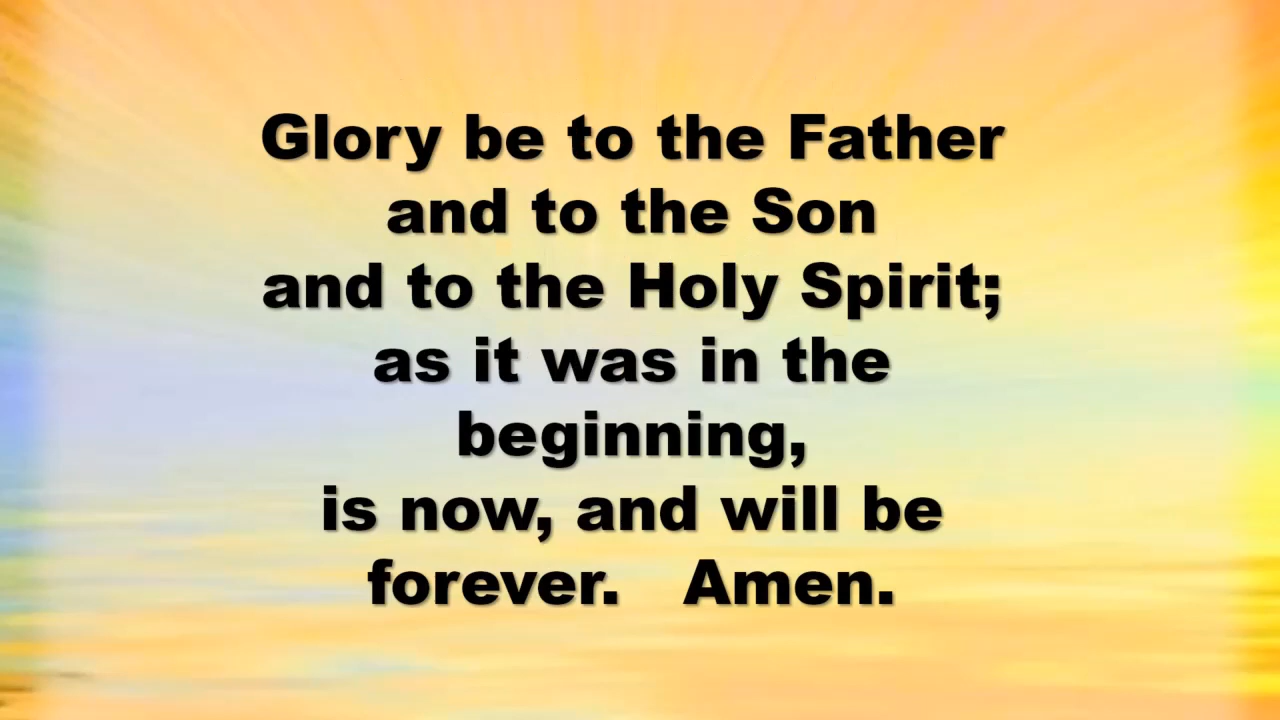 Glory be to the Father
and to the Son
and to the Holy Spirit;
as it was in the
beginning,
is now, and will be
forever.   Amen.